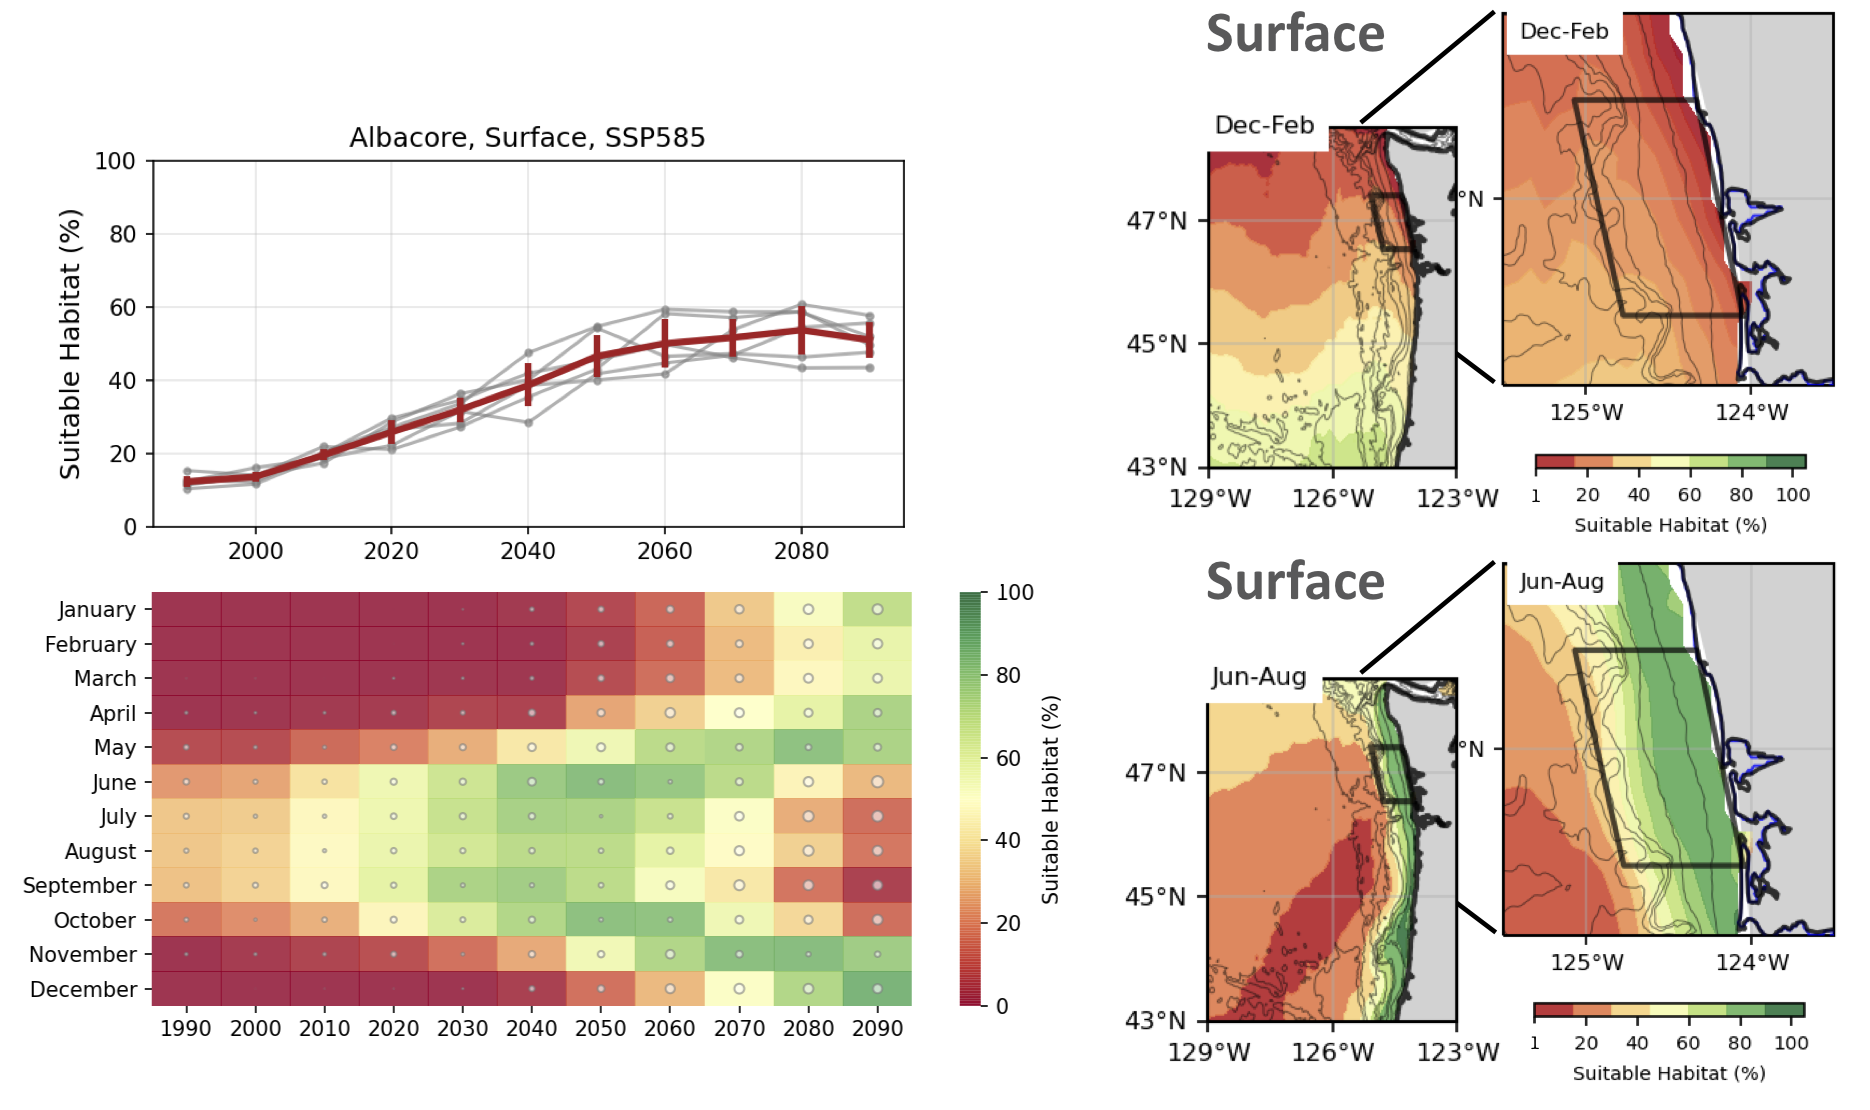 Albacore, Surface, SSP585
Suitable Habitat (%)
100
80
60
40
20
0
2000 2020 2040 2060 2080
January
February
March
April
May
June
July
August
September
October
November
December
1990 2000 2010 2020 2030 2040 2050 2060 2070 2080 2090
100
80
60
40
20
0
Suitable Habitat (%)
Surface
Dec-Feb
47°N
45°N
43°N
129°W 126°W 123°W
Dec-Feb
°N
125°W 124°W
1 20 40 60 80 100
Suitable Habitat (%)
Surface
Jun-Aug
47°N
45°N
43°N
129°W 126°W 123°W
Jun-Aug
°N
125°W 124°W
1 20 40 60 80 100
Suitable Habitat (%)